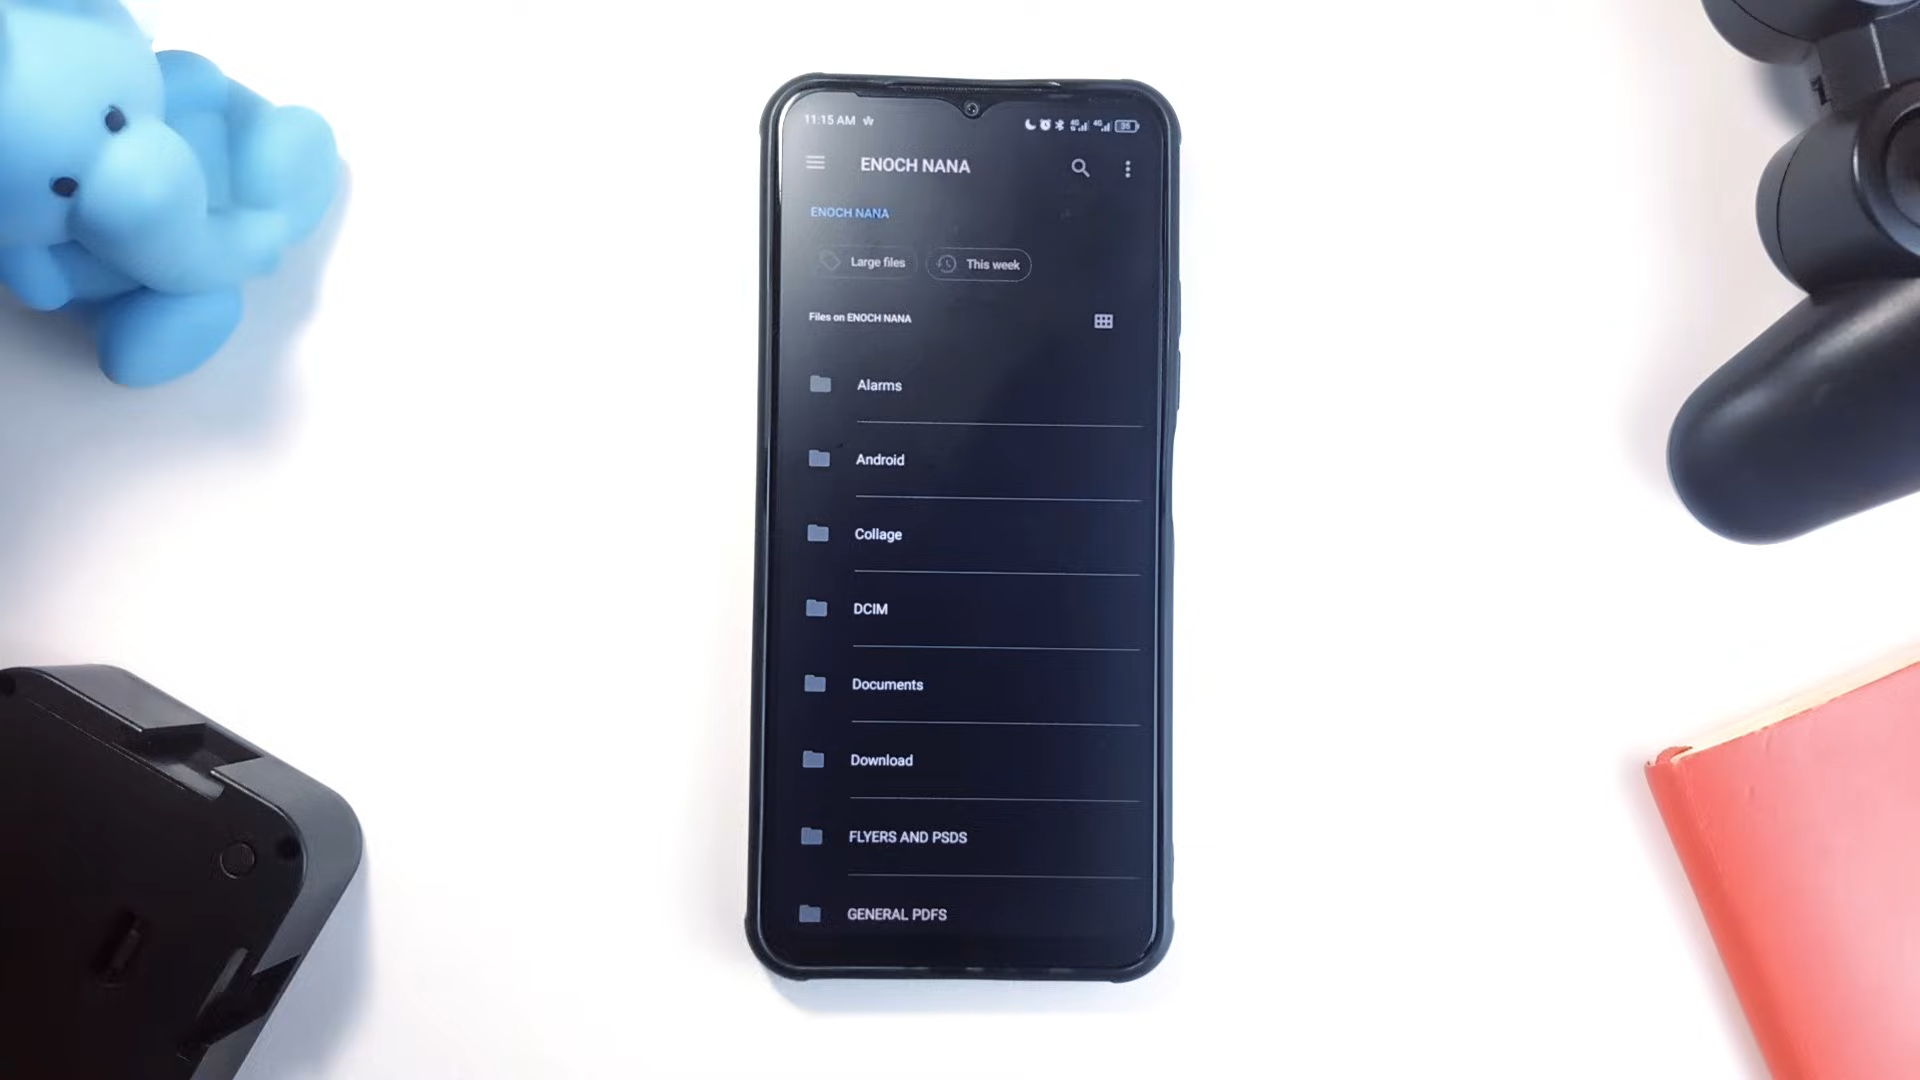 11:15 AM
35
ENOCH NANA
ENOCH NANA
Large files
This week
Files on ENOCH NANA
Alarms
Android
Collage
DCIM
Documents
Download
FLYERS AND PSDS
GENERAL PDFS